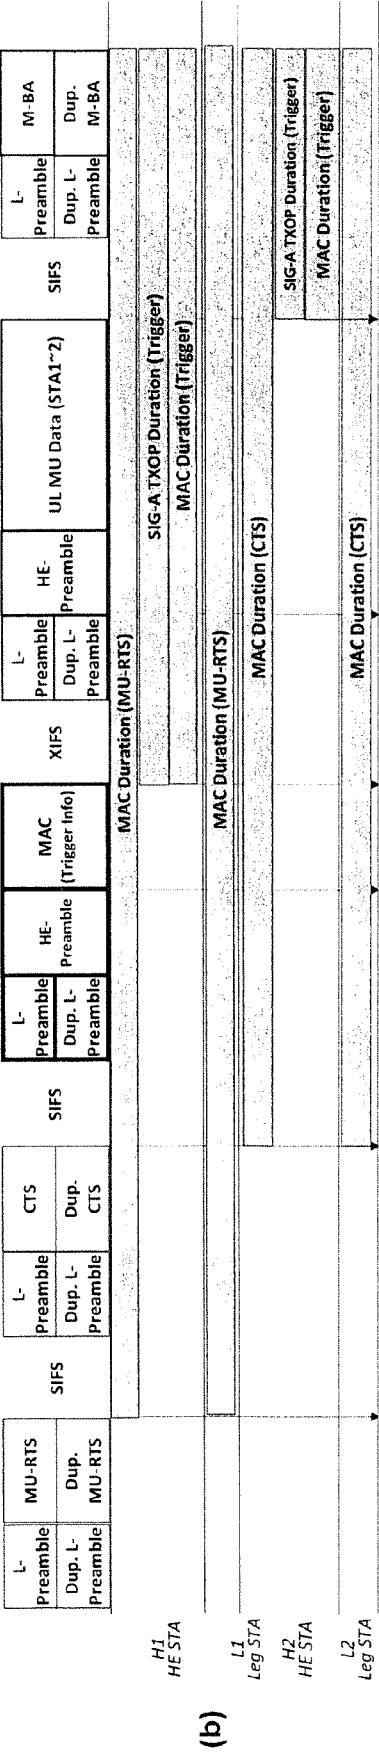 L-
Preamble
MU-RTS
Dup. L-
Preamble
Dup.
MU-RTS
SIFS
L-
Preamble
CTS
Dup. L-
Preamble
Dup.
CTS
SIFS
L-
Preamble
Dup. L-
Preamble
HE-
Preamble
MAC
(Trigger Info)
XIFS
L-
Preamble
Dup. L-
Preamble
HE-
Preamble
UL MU Data (STA1~2)
SIFS
L-
Preamble
M-BA
Dup. L-
Preamble
Dup.
M-BA
H1
HE STA
MAC Duration (MU-RTS)
SIG-A TXOP Duration (Trigger)
MAC Duration (Trigger)
L1
Leg STA
MAC Duration (MU-RTS)
MAC Duration (CTS)
H2
HE STA
SIG-A TXOP Duration (Trigger)
MAC Duration (Trigger)
L2
Leg STA
MAC Duration (CTS)
(b)